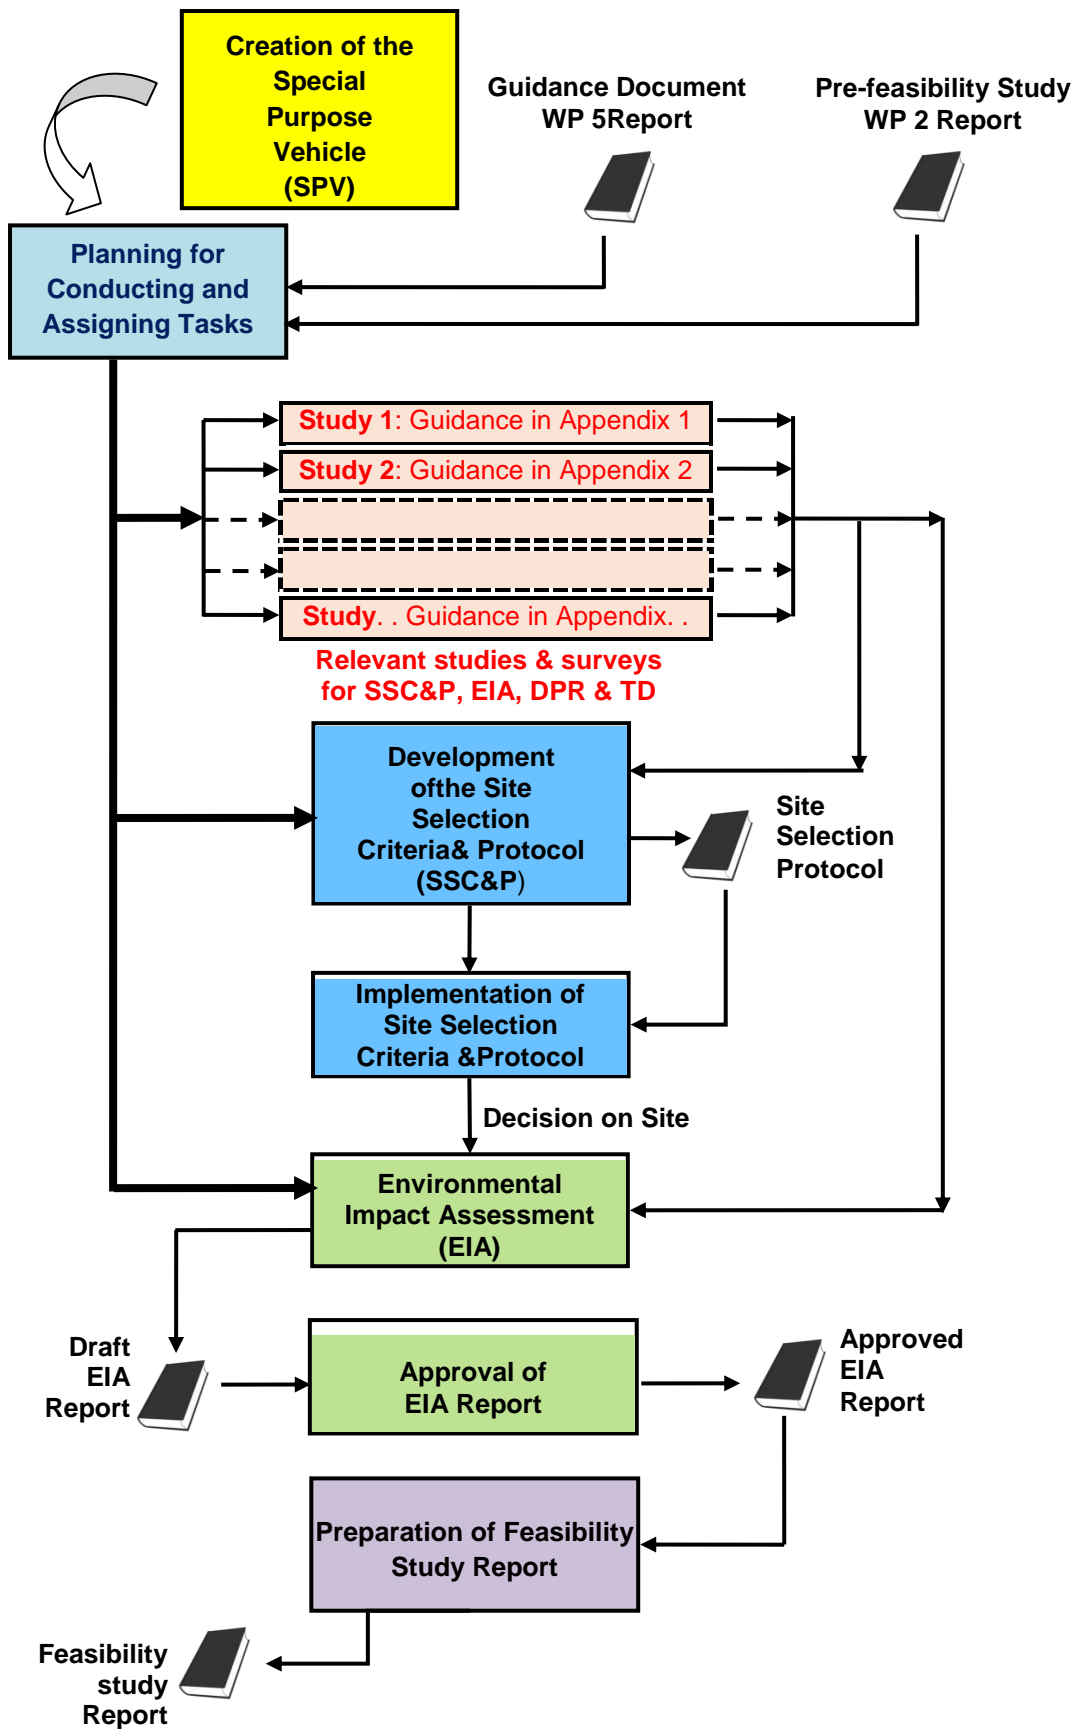 Creation of the
Special
Purpose
Vehicle
(SPV)
Guidance Document
WP 5Report
Pre-feasibility Study
WP 2 Report
Planning for
Conducting and
Assigning Tasks
Study 1: Guidance in Appendix 1
Study 2: Guidance in Appendix 2
Study. . Guidance in Appendix. .
Relevant studies & surveys
for SSC&P, EIA, DPR & TD
Development
ofthe Site
Selection
Criteria& Protocol
(SSC&P)
Site
Selection
Protocol
Implementation of
Site Selection
Criteria &Protocol
Decision on Site
Environmental
Impact Assessment
(EIA)
Draft
EIA
Report
Approval of
EIA Report
Approved
EIA
Report
Preparation of Feasibility
Study Report
Feasibility
study
Report